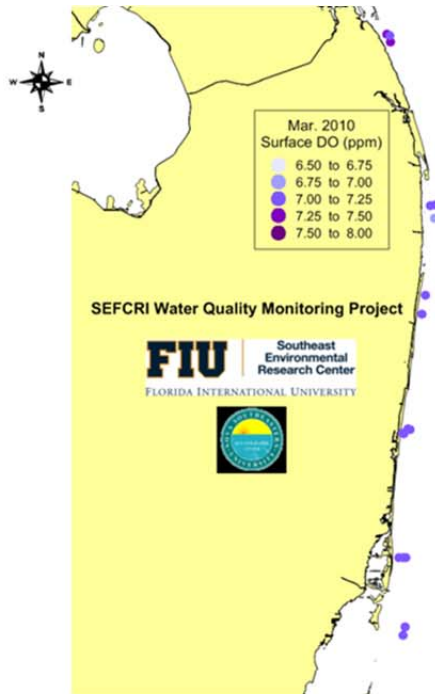 N
W E
S
Mar. 2010
Surface DO (ppm)
6.50 to 6.75
6.75 to 7.00
7.00 to 7.25
7.25 to 7.50
7.50 to 8.00
SEFCRI Water Quality Monitoring Project
FIU
Southeast
Environmental
Research Center
FLORIDA INTERNATIONAL UNIVERSITY